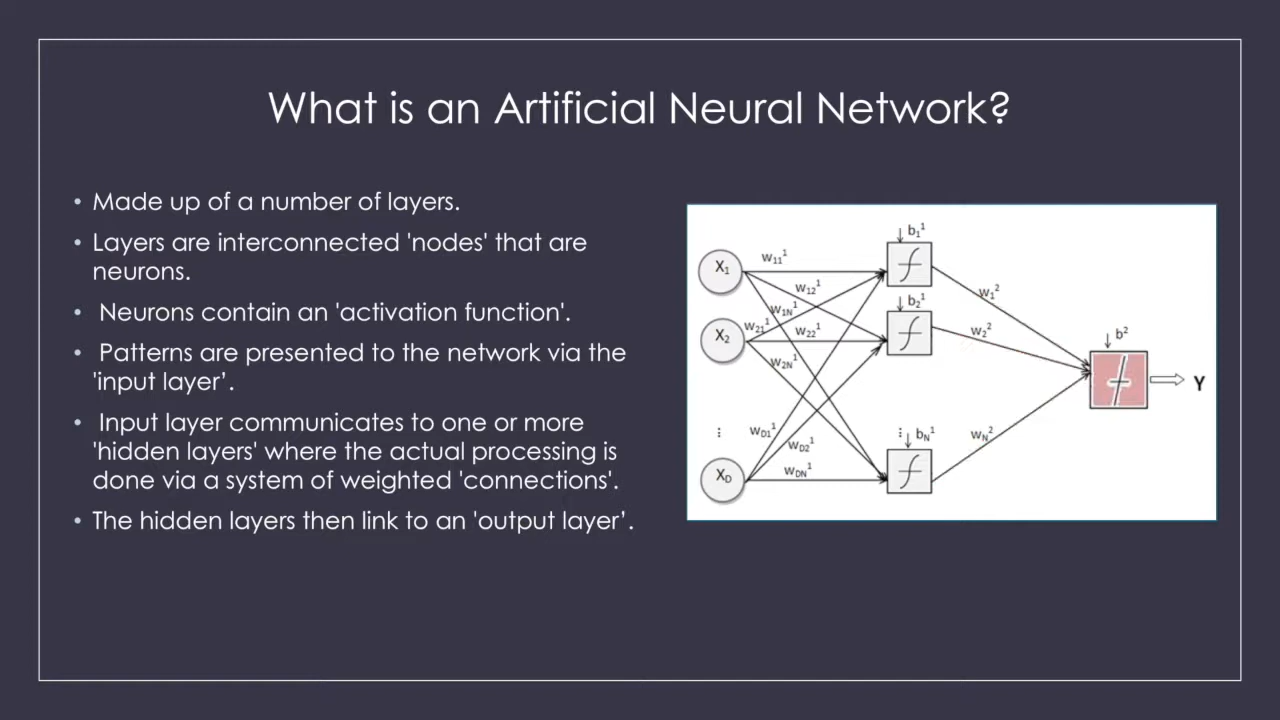 What is an Artificial Neural Network?
• Made up of a number of layers.
• Layers are interconnected 'nodes' that are
neurons.
• Neurons contain an 'activation function'.
• Patterns are presented to the network via the
'input layer’.
• Input layer communicates to one or more
'hidden layers' where the actual processing is
done via a system of weighted 'connections'.
• The hidden layers then link to an 'output layer’.
b₁¹
X₁
w₁₁¹
w₁₂¹
w₁N¹
w₁²
b₂¹
X₂
w₂₁¹
w₂₂¹
w₂N¹
w₂²
b²
Y
⋮
wD₁¹
wD₂¹
⋮
bN¹
wN²
XD
wDN¹